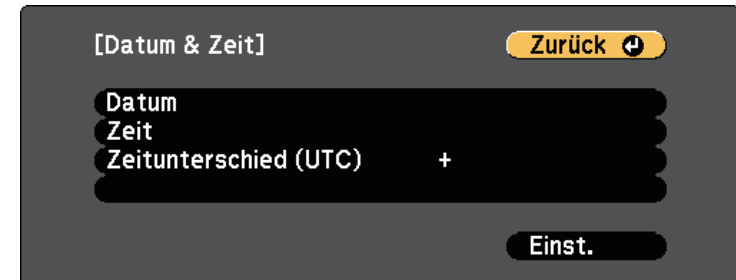 [Datum & Zeit]
Zurück
Datum
Zeit
Zeitunterschied (UTC) +
Einst.